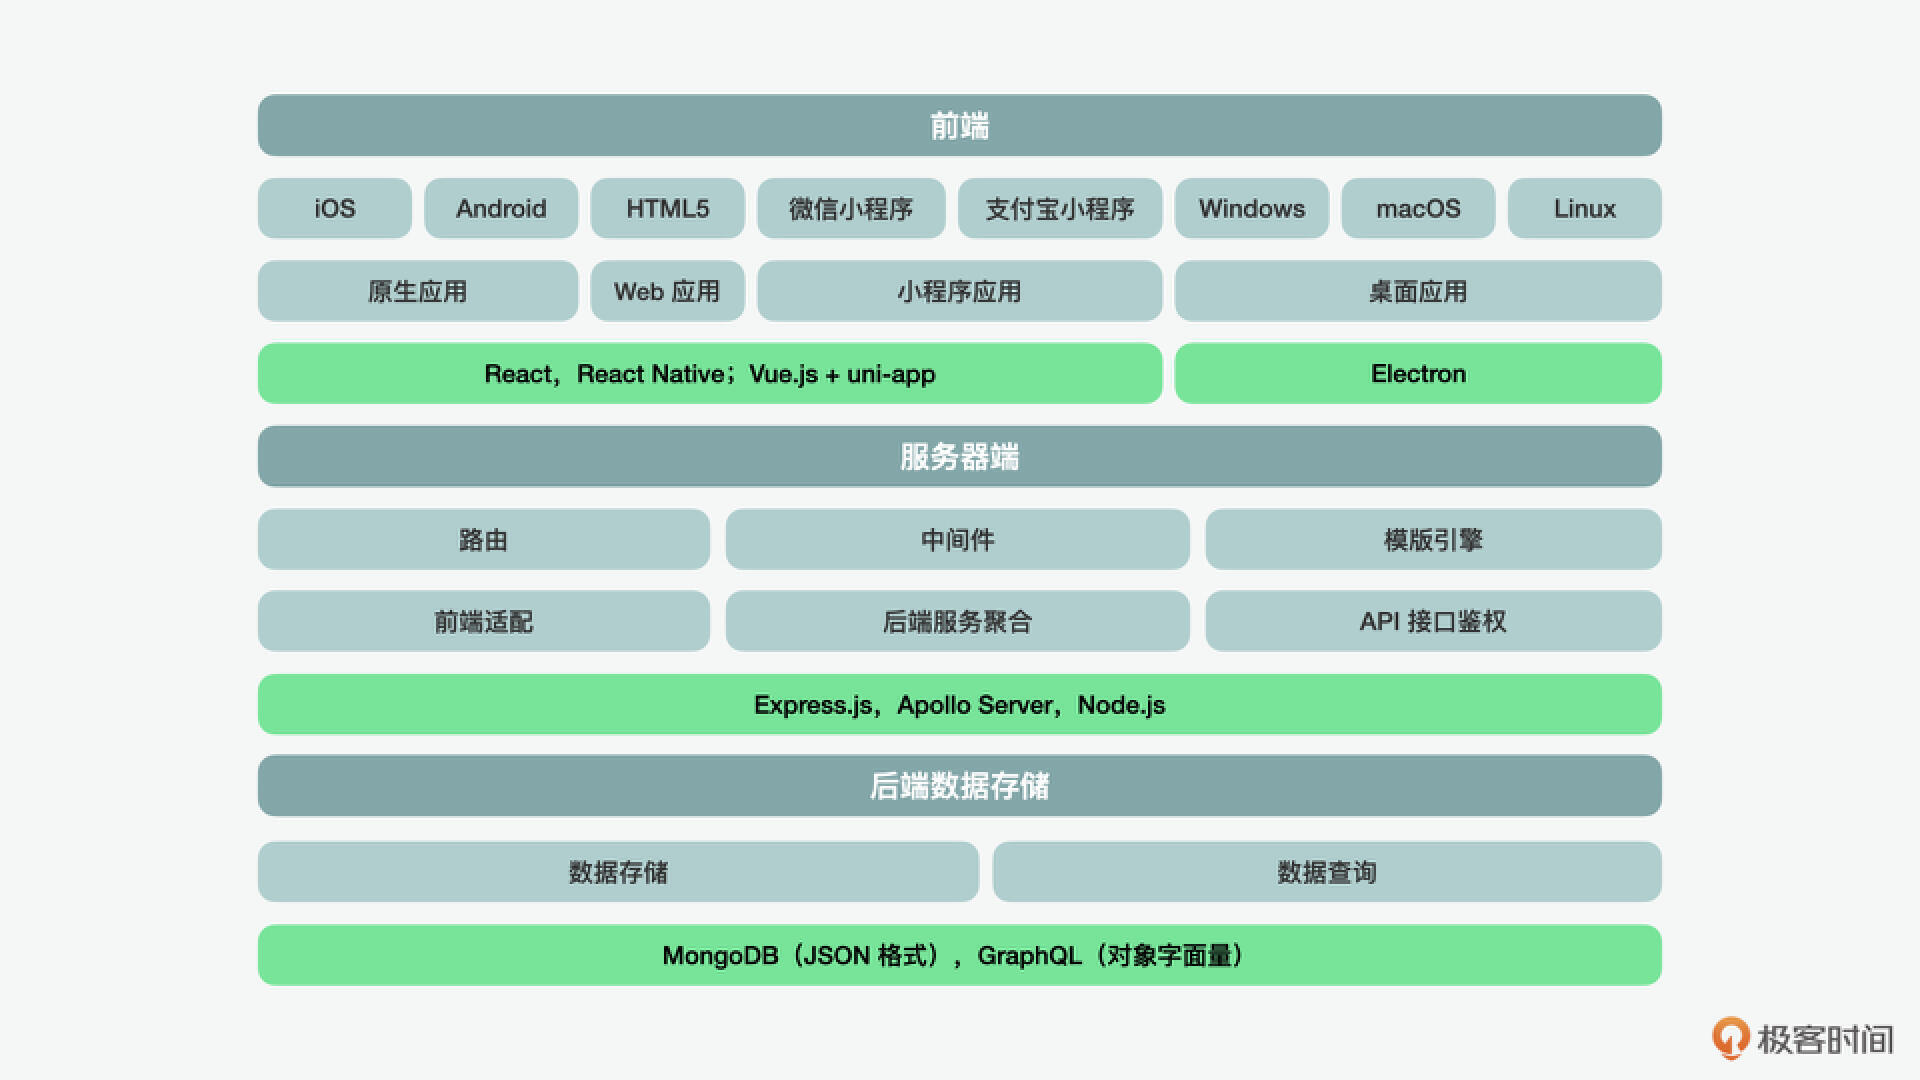 前端
iOS Android HTML5 微信小程序 支付宝小程序 Windows macOS Linux
原生应用 Web 应用 小程序应用 桌面应用
React，React Native；Vue.js + uni-app Electron
服务器端
路由 中间件 模版引擎
前端适配 后端服务聚合 API 接口鉴权
Express.js，Apollo Server，Node.js
后端数据存储
数据存储 数据查询
MongoDB（JSON 格式），GraphQL（对象字面量）
极客时间